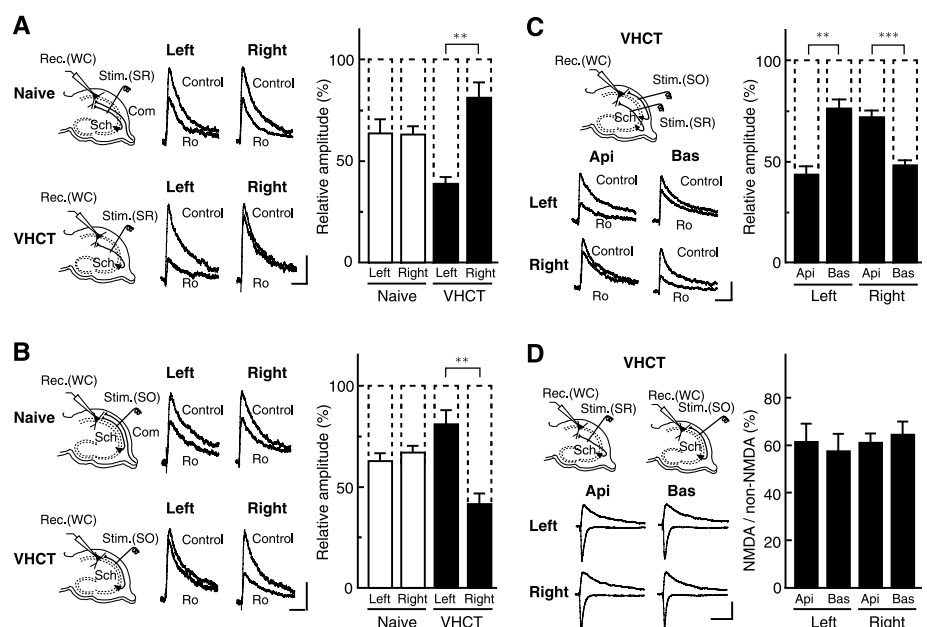 A
Left Right
Rec.(WC)
Stim.(SR)
Naive
Com
Sch
Control Control
Ro Ro
Left Right
Rec.(WC)
Stim.(SR)
VHCT
Sch
Control Control
Ro Ro
Relative amplitude (%)
100
50
0
**
Left Right Left Right
Naive VHCT
B
Left Right
Rec.(WC)
Stim.(SO)
Naive
Com
Sch
Control Control
Ro Ro
Rec.(WC)
Stim.(SO)
VHCT
Sch
Left Right
Control Control
Ro Ro
Relative amplitude (%)
100
50
0
**
Left Right Left Right
Naive VHCT
C
VHCT
Rec.(WC)
Stim.(SO)
Sch
Stim.(SR)
Api Bas
Left
Control Control
Ro Ro
Right
Control Control
Ro Ro
Relative amplitude (%)
100
50
0
** ***
Api Bas Api Bas
Left Right
D
VHCT
Rec.(WC) Rec.(WC)
Stim.(SR) Stim.(SO)
Sch Sch
Api Bas
Left
Right
NMDA / non-NMDA (%)
80
60
40
20
0
Api Bas Api Bas
Left Right